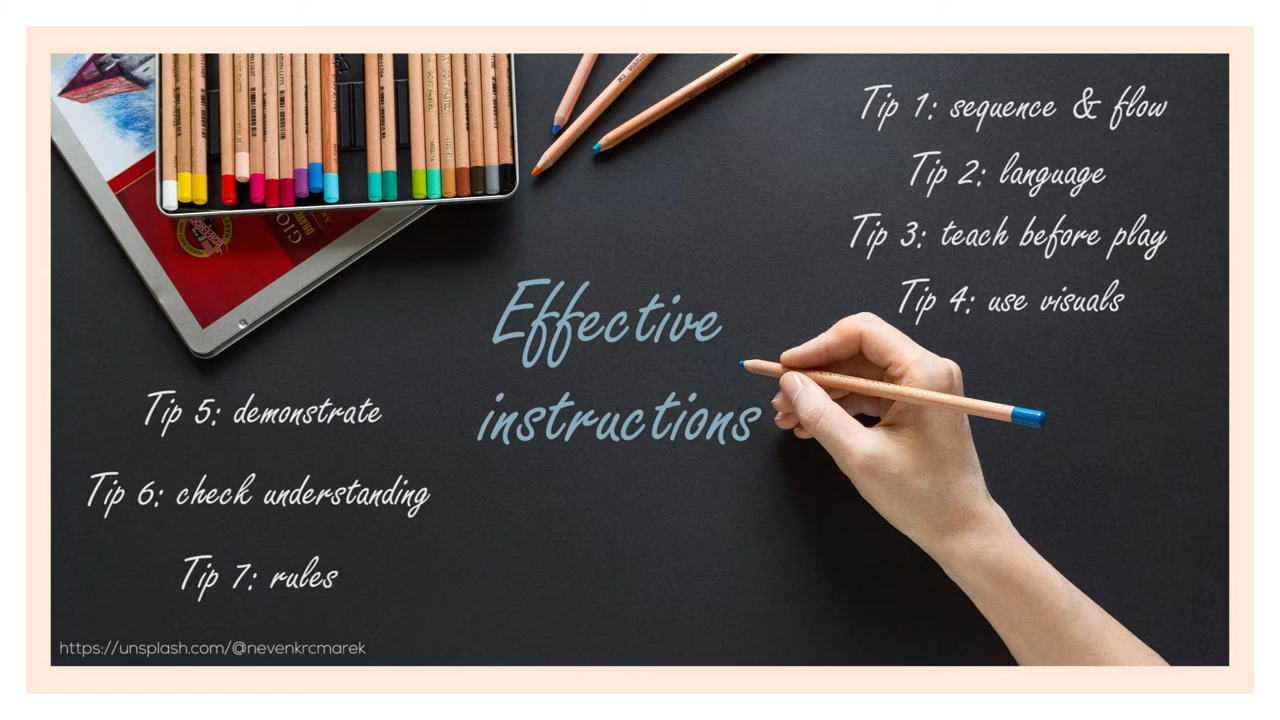 Tip 1: sequence & flow
Tip 2: language
Tip 3: teach before play
Tip 4: use visuals
Effective
instructions
Tip 5: demonstrate
Tip 6: check understanding
Tip 7: rules
https://unsplash.com/@nevenkrcmarek